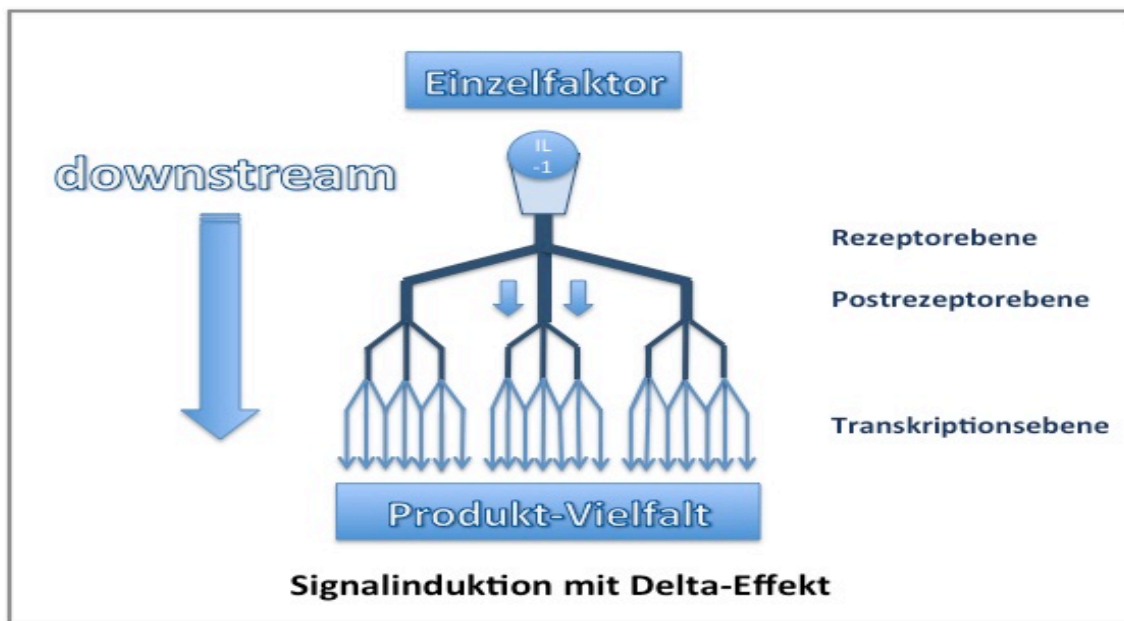 Einzelfaktor
IL
-1
downstream
Rezeptorebene
Postrezeptorebene
Transkriptionsebene
Produkt-Vielfalt
Signalinduktion mit Delta-Effekt